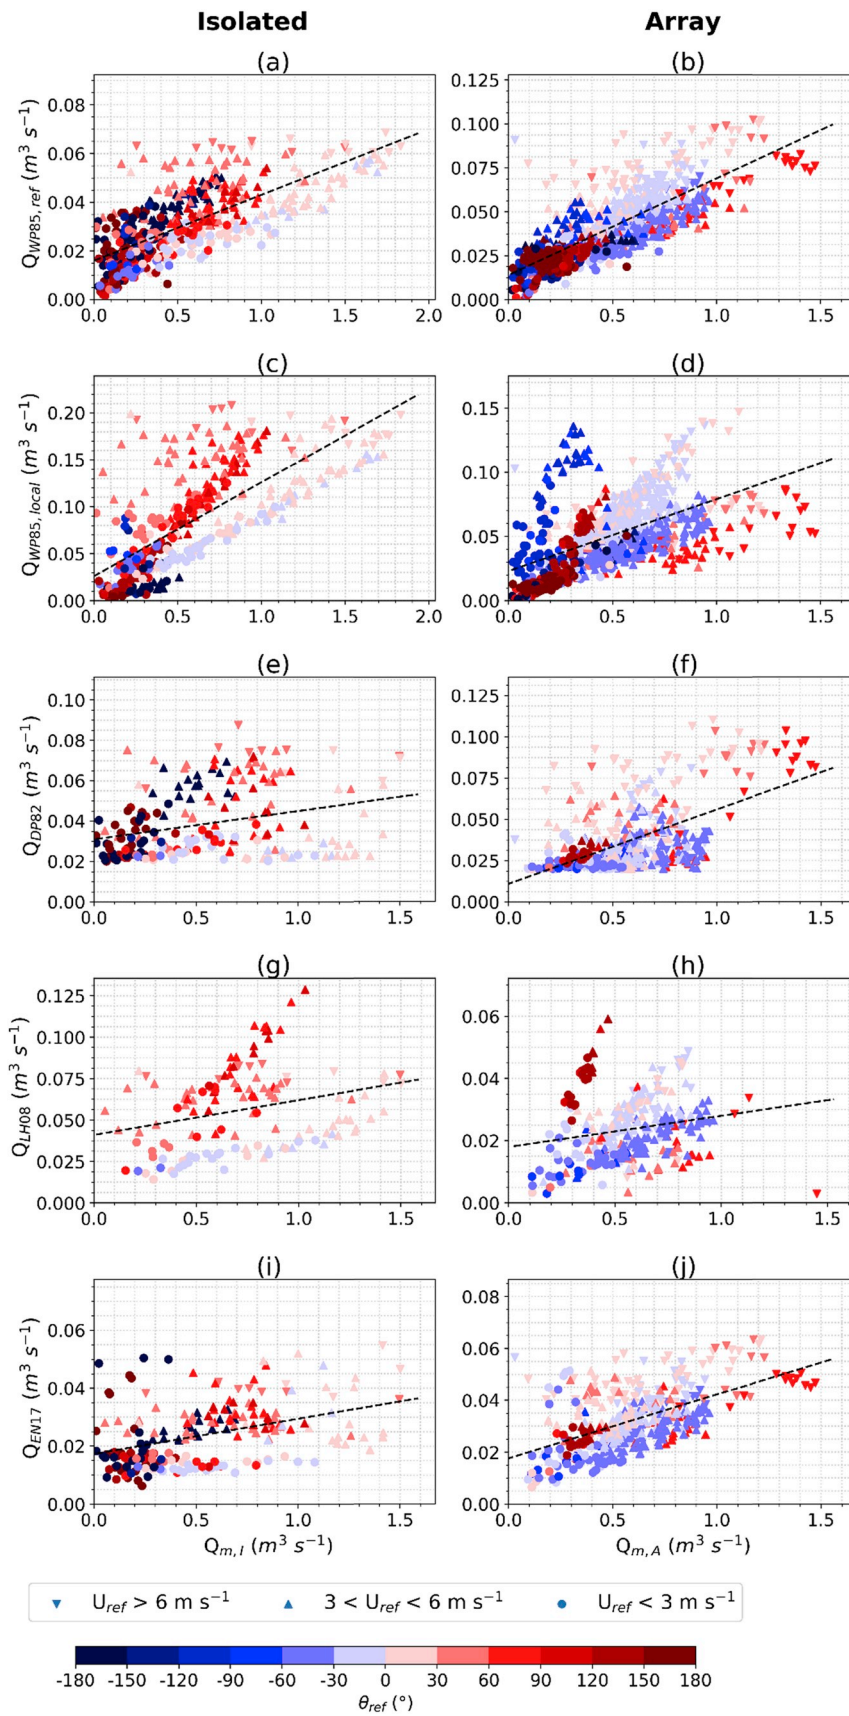 Isolated Array
(a) (b)
Q_WP85,ref (m³ s⁻¹)
0.08
0.06
0.04
0.02
0.00
0.0 0.5 1.0 1.5 2.0
0.125
0.100
0.075
0.050
0.025
0.000
0.0 0.5 1.0 1.5
(c) (d)
Q_WP85,local (m³ s⁻¹)
0.20
0.15
0.10
0.05
0.00
0.0 0.5 1.0 1.5 2.0
0.15
0.10
0.05
0.00
0.0 0.5 1.0 1.5
(e) (f)
Q_DP82 (m³ s⁻¹)
0.10
0.08
0.06
0.04
0.02
0.00
0.0 0.5 1.0 1.5
0.125
0.100
0.075
0.050
0.025
0.000
0.0 0.5 1.0 1.5
(g) (h)
Q_LH08 (m³ s⁻¹)
0.125
0.100
0.075
0.050
0.025
0.000
0.0 0.5 1.0 1.5
0.06
0.04
0.02
0.00
0.0 0.5 1.0 1.5
(i) (j)
Q_EN17 (m³ s⁻¹)
0.06
0.04
0.02
0.00
0.0 0.5 1.0 1.5
Q_m,I (m³ s⁻¹)
0.08
0.06
0.04
0.02
0.00
0.0 0.5 1.0 1.5
Q_m,A (m³ s⁻¹)
U_ref > 6 m s⁻¹ 3 < U_ref < 6 m s⁻¹ U_ref < 3 m s⁻¹
-180 -150 -120 -90 -60 -30 0 30 60 90 120 150 180
θ_ref (°)